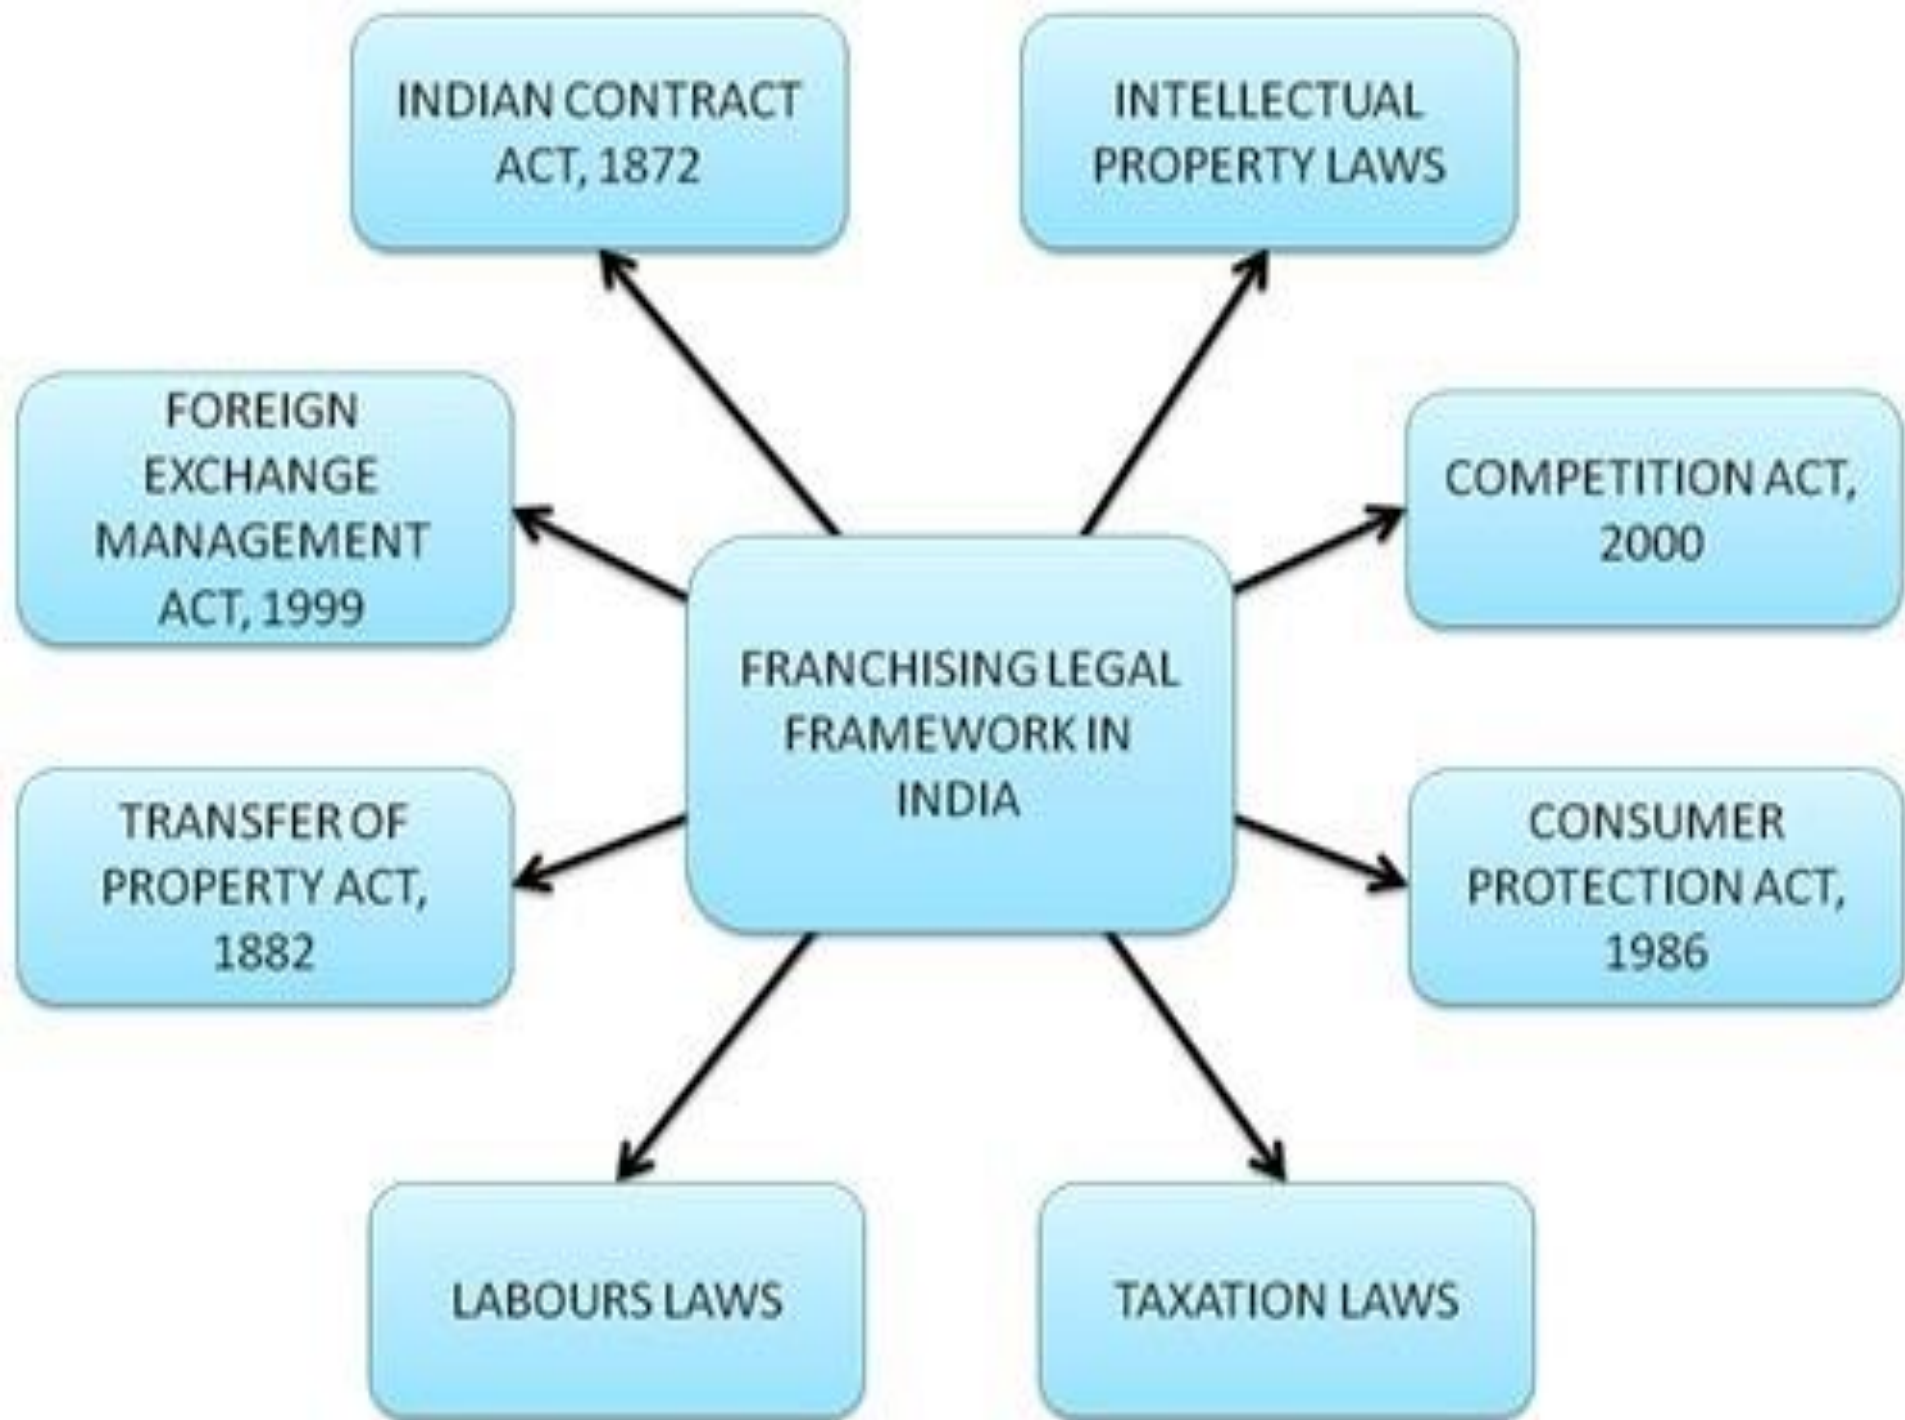 INDIAN CONTRACT
ACT, 1872
INTELLECTUAL
PROPERTY LAWS
FOREIGN
EXCHANGE
MANAGEMENT
ACT, 1999
COMPETITION ACT,
2000
FRANCHISING LEGAL
FRAMEWORK IN
INDIA
TRANSFER OF
PROPERTY ACT,
1882
CONSUMER
PROTECTION ACT,
1986
LABOURS LAWS
TAXATION LAWS